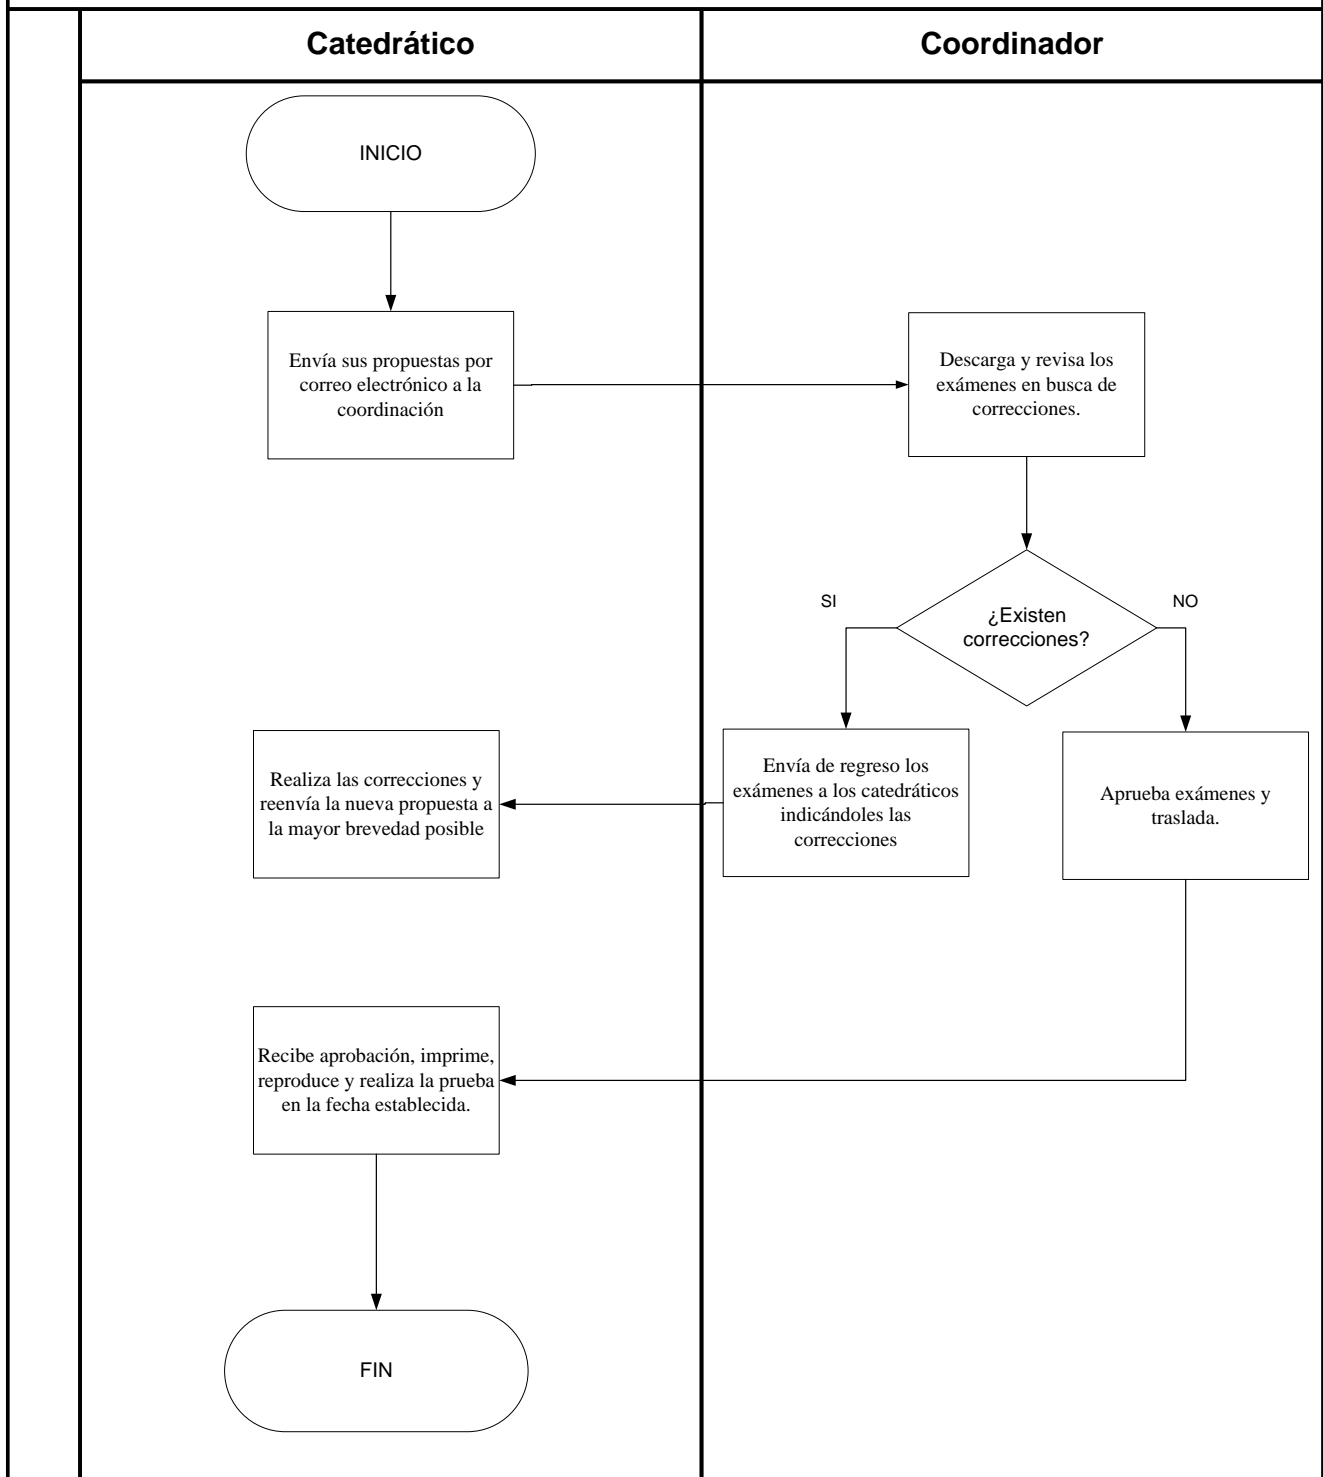 Catedrático
Coordinador
INICIO
Envía sus propuestas por
correo electrónico a la
coordinación
Descarga y revisa los
exámenes en busca de
correcciones.
¿Existen
correcciones?
SI
NO
Envía de regreso los
exámenes a los catedráticos
indicándoles las
correcciones
Aprueba exámenes y
traslada.
Realiza las correcciones y
reenvía la nueva propuesta a
la mayor brevedad posible
Recibe aprobación, imprime,
reproduce y realiza la prueba
en la fecha establecida.
FIN